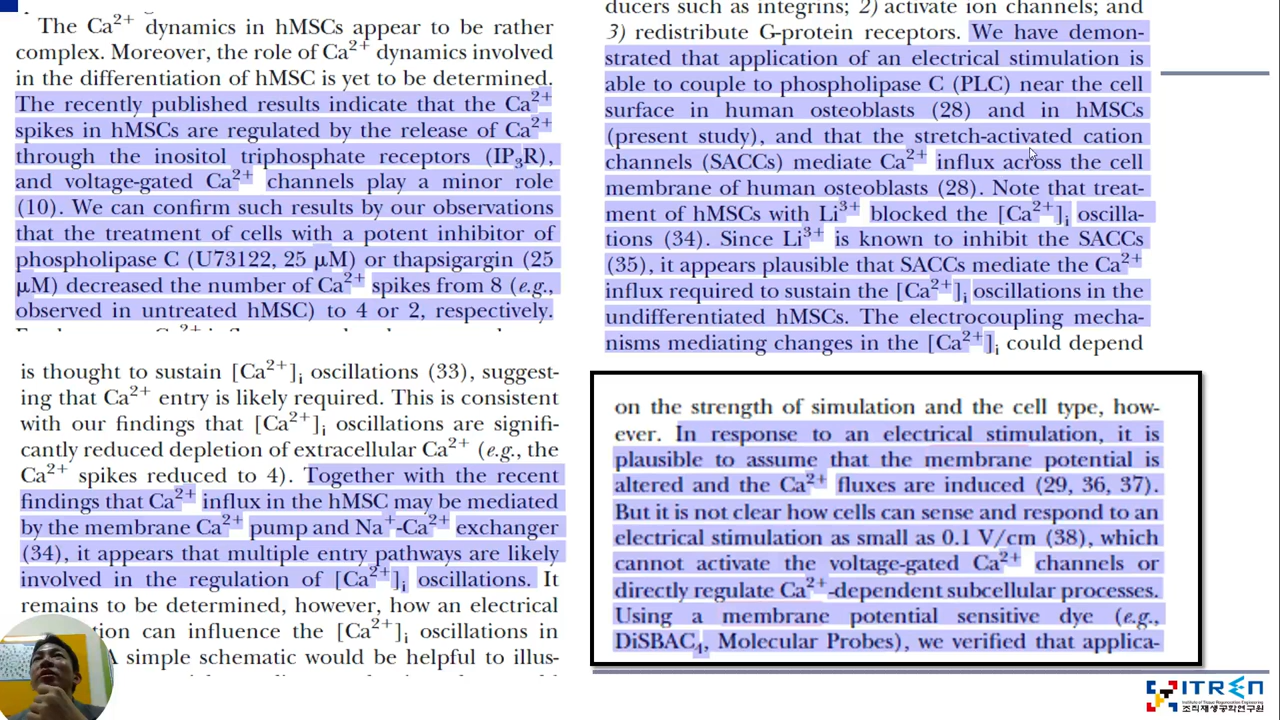 The Ca2+ dynamics in hMSCs appear to be rather
complex. Moreover, the role of Ca2+ dynamics involved
in the differentiation of hMSC is yet to be determined.
The recently published results indicate that the Ca2+
spikes in hMSCs are regulated by the release of Ca2+
through the inositol triphosphate receptors (IP3R),
and voltage-gated Ca2+ channels play a minor role
(10). We can confirm such results by our observations
that the treatment of cells with a potent inhibitor of
phospholipase C (U73122, 25 μM) or thapsigargin (25
μM) decreased the number of Ca2+ spikes from 8 (e.g.,
observed in untreated hMSC) to 4 or 2, respectively.
is thought to sustain [Ca2+]i oscillations (33), suggest-
ing that Ca2+ entry is likely required. This is consistent
with our findings that [Ca2+]i oscillations are signifi-
cantly reduced depletion of extracellular Ca2+ (e.g., the
Ca2+ spikes reduced to 4). Together with the recent
findings that Ca2+ influx in the hMSC may be mediated
by the membrane Ca2+ pump and Na+-Ca2+ exchanger
(34), it appears that multiple entry pathways are likely
involved in the regulation of [Ca2+]i oscillations. It
remains to be determined, however, how an electrical
tion can influence the [Ca2+]i oscillations in
A simple schematic would be helpful to illus-
ducers such as integrins; 2) activate ion channels; and
3) redistribute G-protein receptors. We have demon-
strated that application of an electrical stimulation is
able to couple to phospholipase C (PLC) near the cell
surface in human osteoblasts (28) and in hMSCs
(present study), and that the stretch-activated cation
channels (SACCs) mediate Ca2+ influx across the cell
membrane of human osteoblasts (28). Note that treat-
ment of hMSCs with Li3+ blocked the [Ca2+]i oscilla-
tions (34). Since Li3+ is known to inhibit the SACCs
(35), it appears plausible that SACCs mediate the Ca2+
influx required to sustain the [Ca2+]i oscillations in the
undifferentiated hMSCs. The electrocoupling mecha-
nisms mediating changes in the [Ca2+]i could depend
on the strength of simulation and the cell type, how-
ever. In response to an electrical stimulation, it is
plausible to assume that the membrane potential is
altered and the Ca2+ fluxes are induced (29, 36, 37).
But it is not clear how cells can sense and respond to an
electrical stimulation as small as 0.1 V/cm (38), which
cannot activate the voltage-gated Ca2+ channels or
directly regulate Ca2+-dependent subcellular processes.
Using a membrane potential sensitive dye (e.g.,
DiSBAC4, Molecular Probes), we verified that applica-
ITREN
Institute of Tissue Regeneration Engineering
조직재생공학연구원